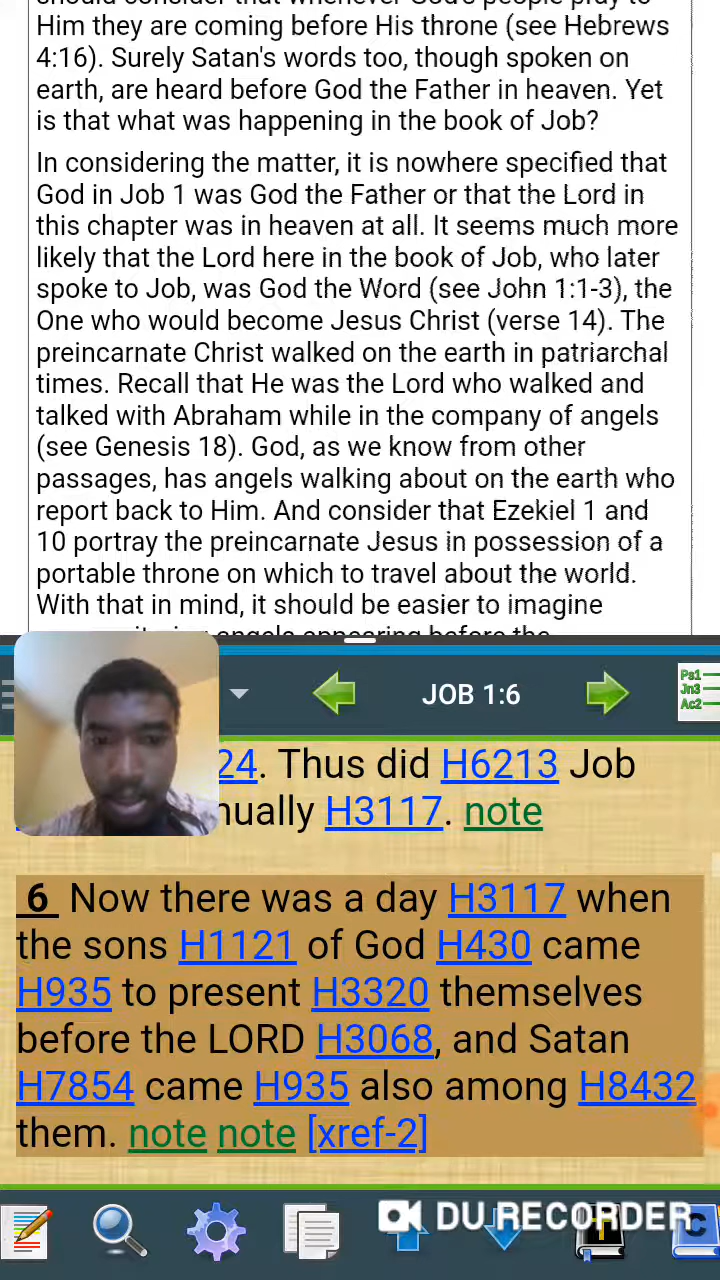 Him they are coming before His throne (see Hebrews
4:16). Surely Satan's words too, though spoken on
earth, are heard before God the Father in heaven. Yet
is that what was happening in the book of Job?
In considering the matter, it is nowhere specified that
God in Job 1 was God the Father or that the Lord in
this chapter was in heaven at all. It seems much more
likely that the Lord here in the book of Job, who later
spoke to Job, was God the Word (see John 1:1-3), the
One who would become Jesus Christ (verse 14). The
preincarnate Christ walked on the earth in patriarchal
times. Recall that He was the Lord who walked and
talked with Abraham while in the company of angels
(see Genesis 18). God, as we know from other
passages, has angels walking about on the earth who
report back to Him. And consider that Ezekiel 1 and
10 portray the preincarnate Jesus in possession of a
portable throne on which to travel about the world.
With that in mind, it should be easier to imagine
angels appearing before the
JOB 1:6
Ps1
Jn3
Ac2
24. Thus did H6213 Job
nually H3117. note
6 Now there was a day H3117 when
the sons H1121 of God H430 came
H935 to present H3320 themselves
before the LORD H3068, and Satan
H7854 came H935 also among H8432
them. note note [xref-2]
DU RECORDER
T
C